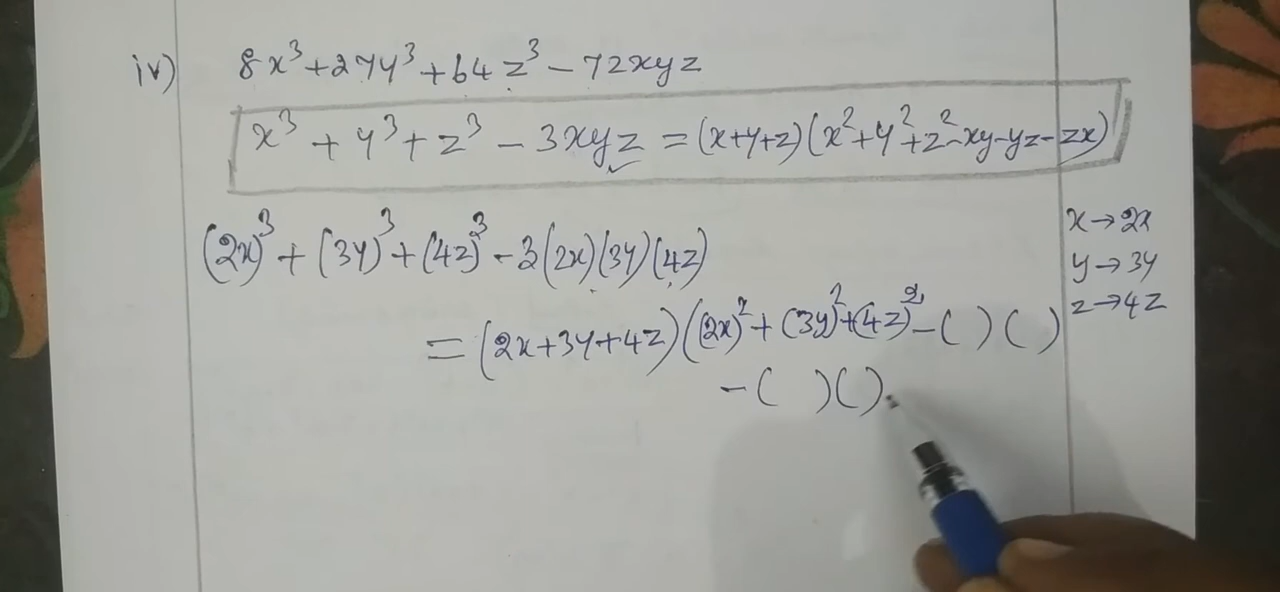 iv) 8x³+27y³+64z³-72xyz
x³+y³+z³-3xyz=(x+y+z)(x²+y²+z²-xy-yz-zx)
(2x)³+(3y)³+(4z)³-3(2x)(3y)(4z)
x→2x
y→3y
z→4z
=(2x+3y+4z)((2x)²+(3y)²+(4z)²-( )( )
-( )( )